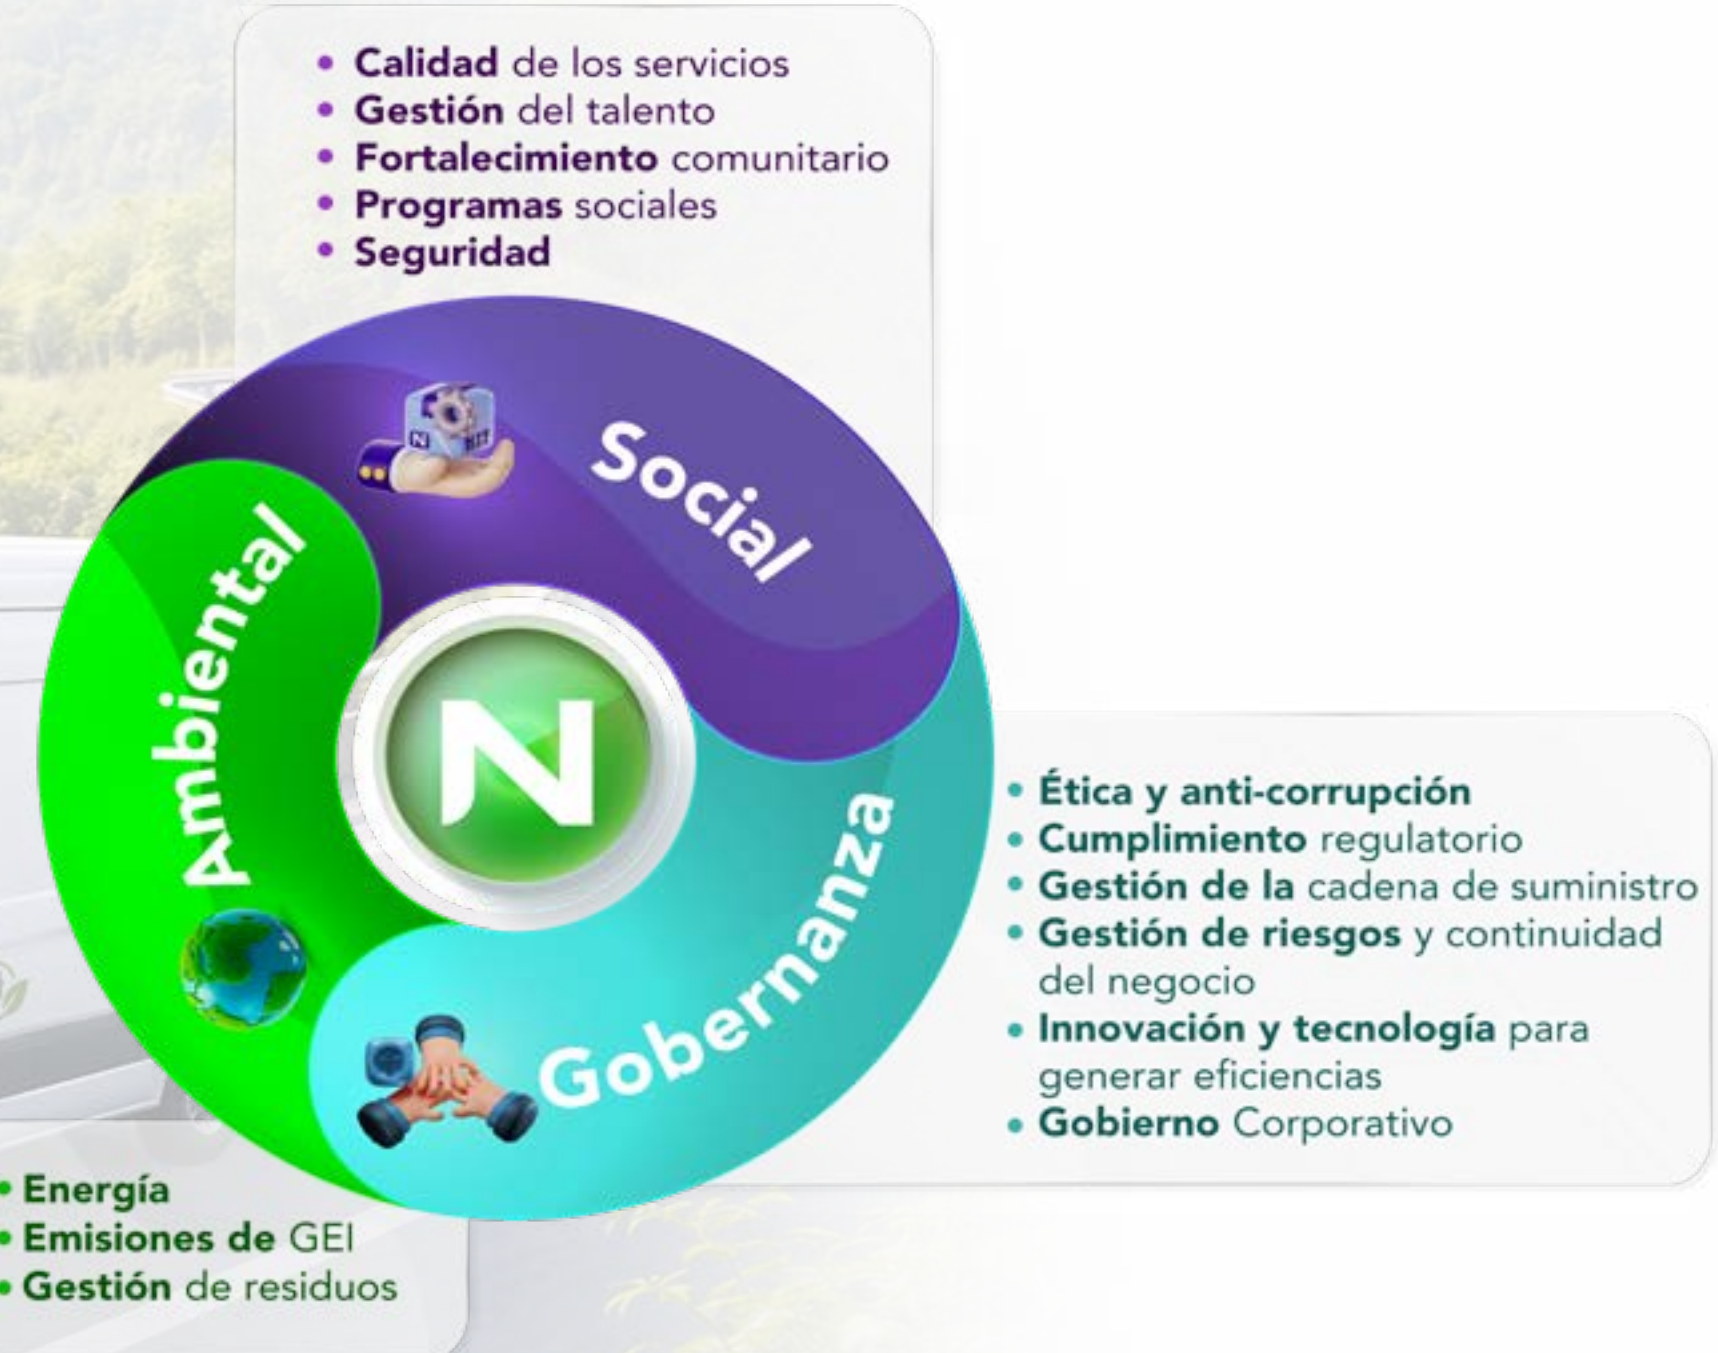 • Calidad de los servicios
• Gestión del talento
• Fortalecimiento comunitario
• Programas sociales
• Seguridad
Social
Ambiental
N
N
Gobernanza
• Ética y anti-corrupción
• Cumplimiento regulatorio
• Gestión de la cadena de suministro
• Gestión de riesgos y continuidad
del negocio
• Innovación y tecnología para
generar eficiencias
• Gobierno Corporativo
• Energía
• Emisiones de GEI
• Gestión de residuos